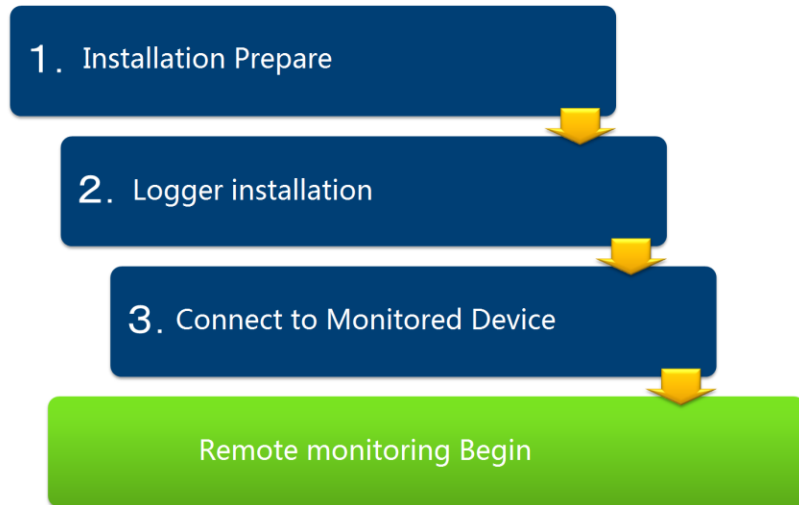 1. Installation Prepare
2. Logger installation
3. Connect to Monitored Device
Remote monitoring Begin